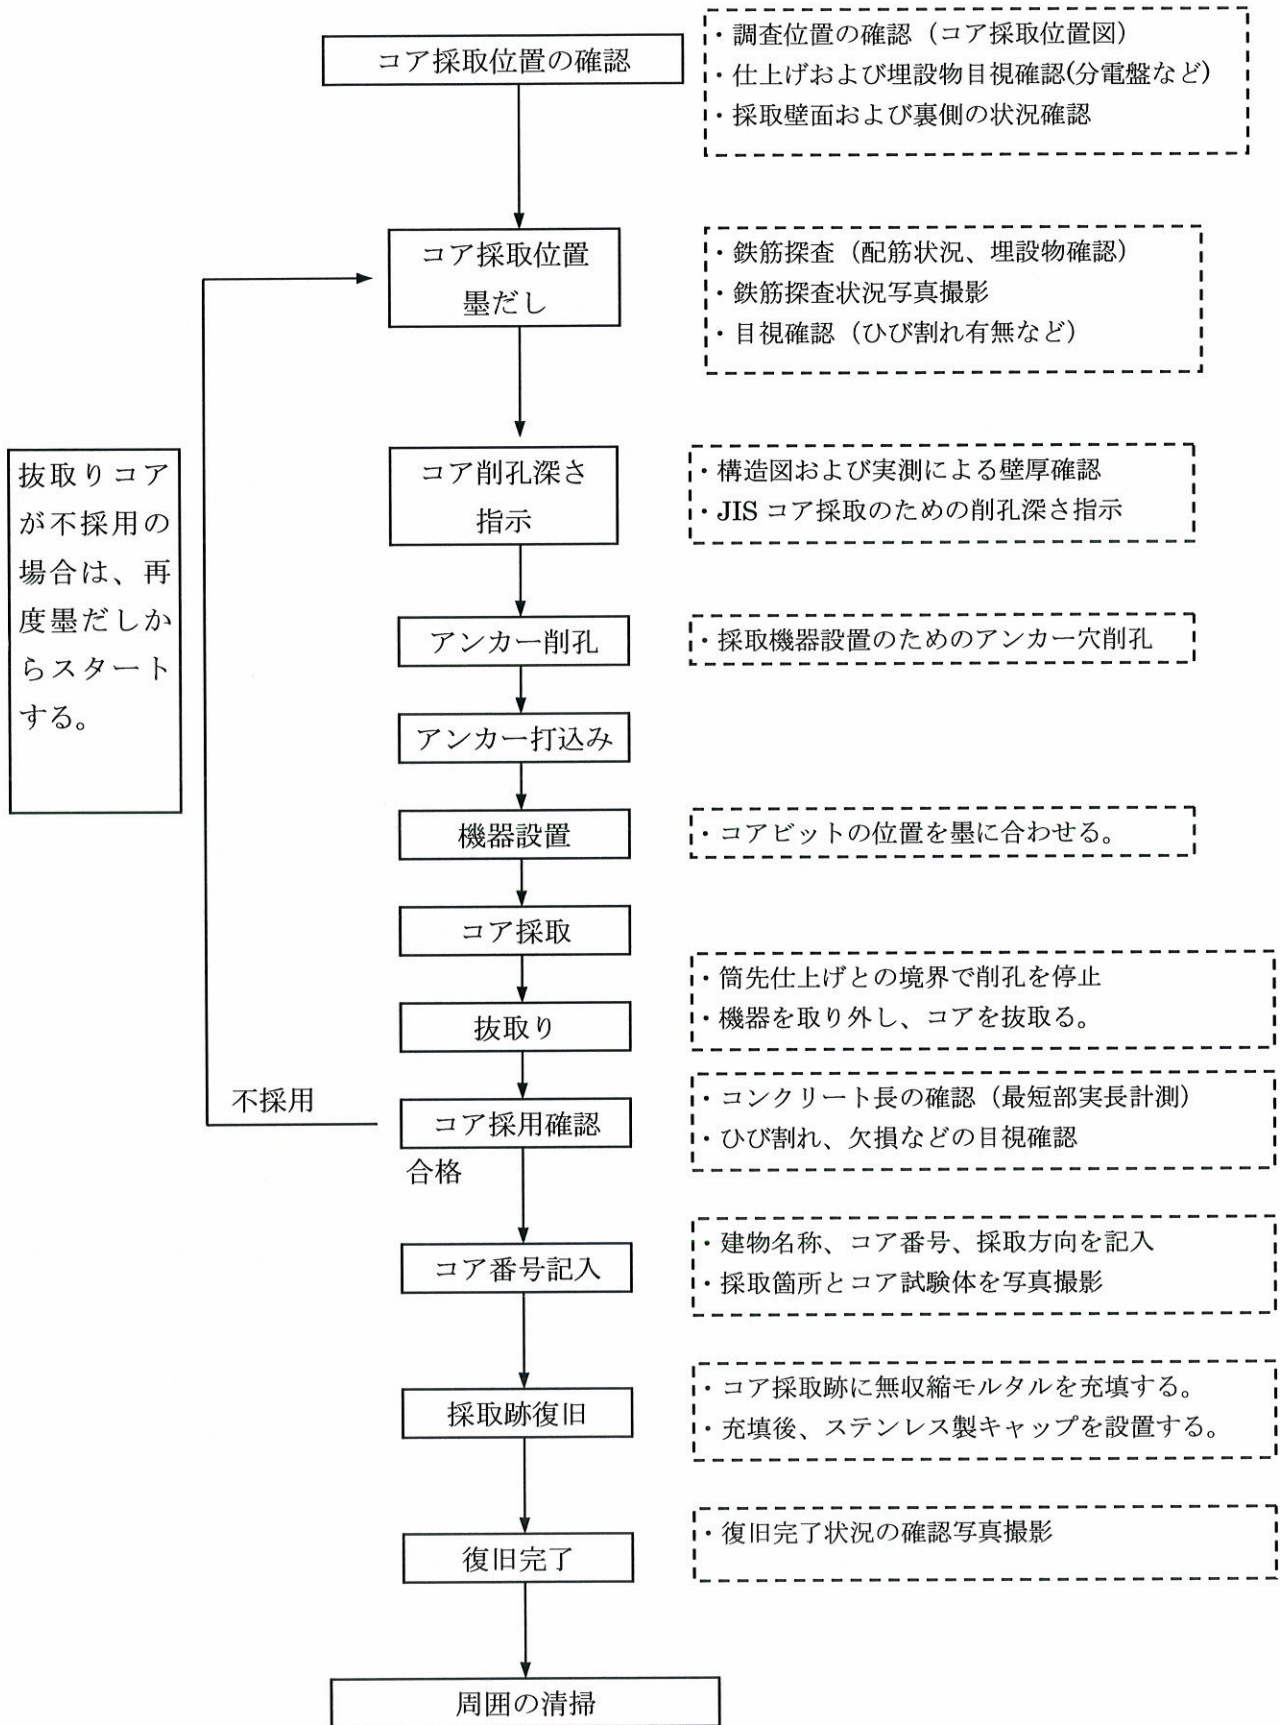 コア採取位置の確認
・調査位置の確認（コア採取位置図）
・仕上げおよび埋設物目視確認(分電盤など)
・採取壁面および裏側の状況確認
コア採取位置
墨だし
・鉄筋探査（配筋状況、埋設物確認）
・鉄筋探査状況写真撮影
・目視確認（ひび割れ有無など）
抜取りコア
が不採用の
場合は、再
度墨だしか
らスタート
する。
コア削孔深さ
指示
・構造図および実測による壁厚確認
・JIS コア採取のための削孔深さ指示
アンカー削孔
・採取機器設置のためのアンカー穴削孔
アンカー打込み
機器設置
・コアビットの位置を墨に合わせる。
コア採取
抜取り
・筒先仕上げとの境界で削孔を停止
・機器を取り外し、コアを抜取る。
不採用
コア採用確認
合格
・コンクリート長の確認（最短部実長計測）
・ひび割れ、欠損などの目視確認
コア番号記入
・建物名称、コア番号、採取方向を記入
・採取箇所とコア試験体を写真撮影
採取跡復旧
・コア採取跡に無収縮モルタルを充填する。
・充填後、ステンレス製キャップを設置する。
復旧完了
・復旧完了状況の確認写真撮影
周囲の清掃